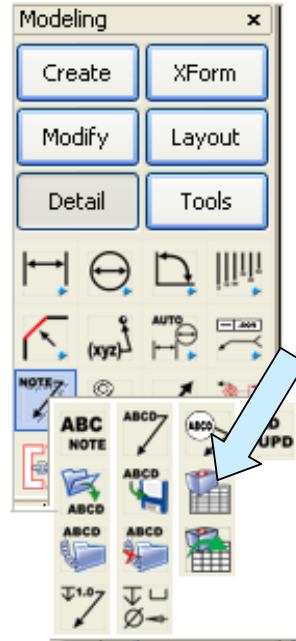 Modeling x
Create XForm
Modify Layout
Detail Tools
(xyz) AUTO .001
NOTE
ABC NOTE ABCD ABCD UPD
ABCD ABCD
ABCD ABCD
1.0